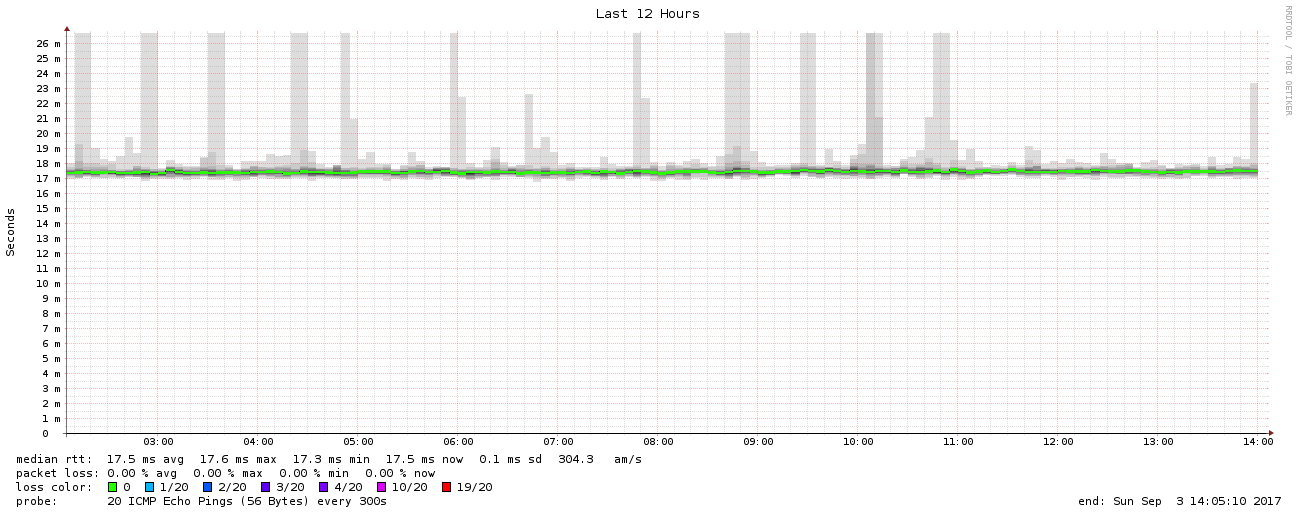 Last 12 Hours
RRDTOOL / TOBI OETIKER
Seconds
26 m
25 m
24 m
23 m
22 m
21 m
20 m
19 m
18 m
17 m
16 m
15 m
14 m
13 m
12 m
11 m
10 m
9 m
8 m
7 m
6 m
5 m
4 m
3 m
2 m
1 m
0
03:00 04:00 05:00 06:00 07:00 08:00 09:00 10:00 11:00 12:00 13:00 14:00
median rtt: 17.5 ms avg 17.6 ms max 17.3 ms min 17.5 ms now 0.1 ms sd 304.3 am/s
packet loss: 0.00 % avg 0.00 % max 0.00 % min 0.00 % now
loss color: 0 1/20 2/20 3/20 4/20 10/20 19/20
probe: 20 ICMP Echo Pings (56 Bytes) every 300s
end: Sun Sep 3 14:05:10 2017